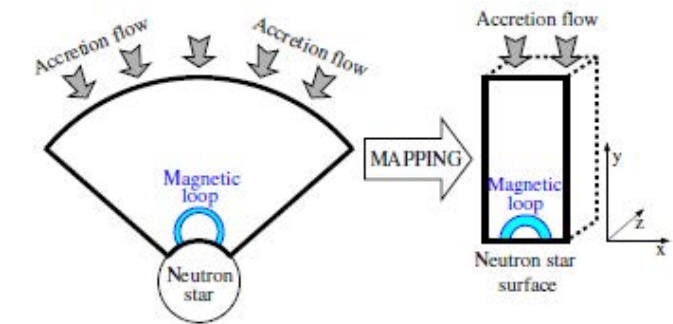 Accretion flow
Accretion flow
Magnetic
loop
Neutron
star
MAPPING
Accretion flow
Magnetic
loop
Neutron star
surface
y
z
x